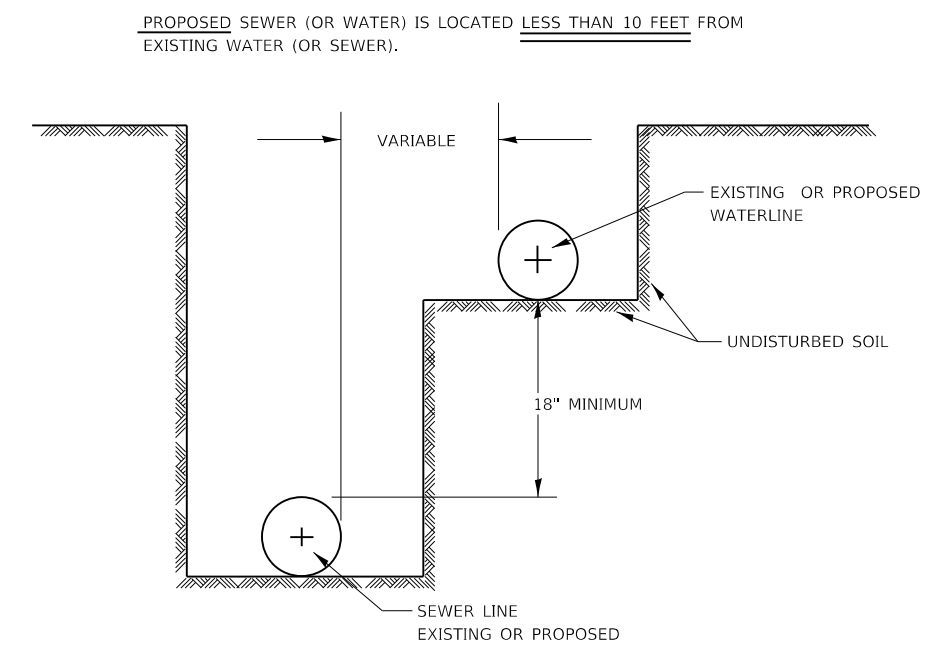 PROPOSED SEWER (OR WATER) IS LOCATED LESS THAN 10 FEET FROM
EXISTING WATER (OR SEWER).
VARIABLE
EXISTING OR PROPOSED
WATERLINE
UNDISTURBED SOIL
18" MINIMUM
SEWER LINE
EXISTING OR PROPOSED